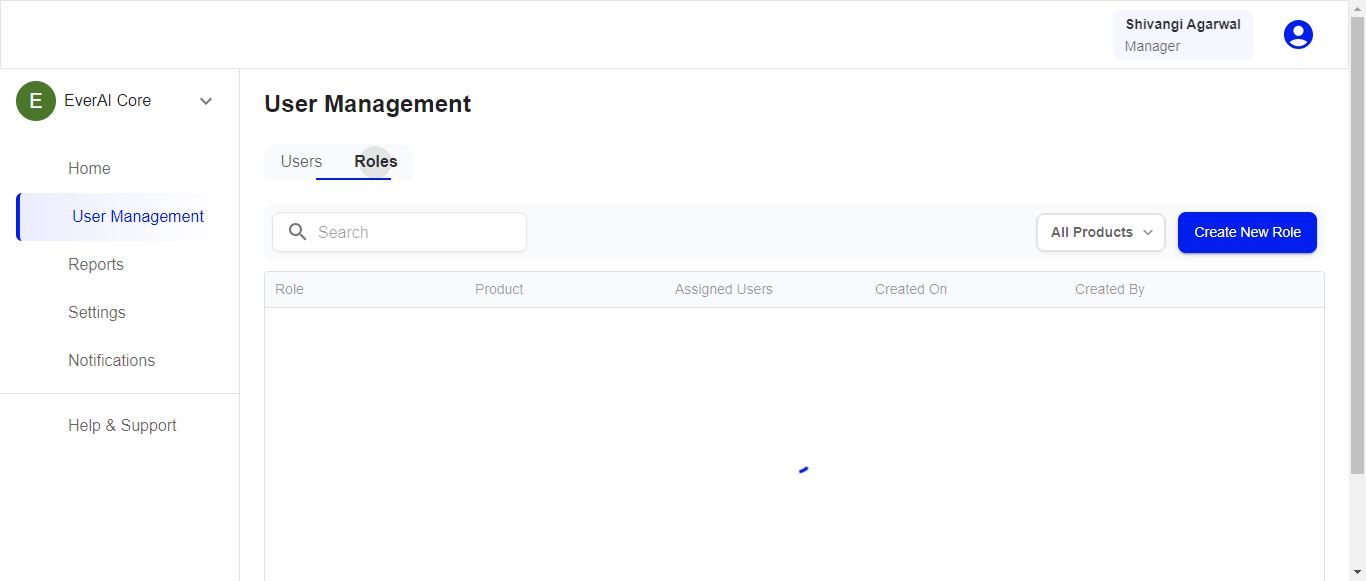 Shivangi Agarwal
Manager
E EverAI Core
Home
User Management
Reports
Settings
Notifications
Help & Support
User Management
Users Roles
Search All Products Create New Role
Role Product Assigned Users Created On Created By